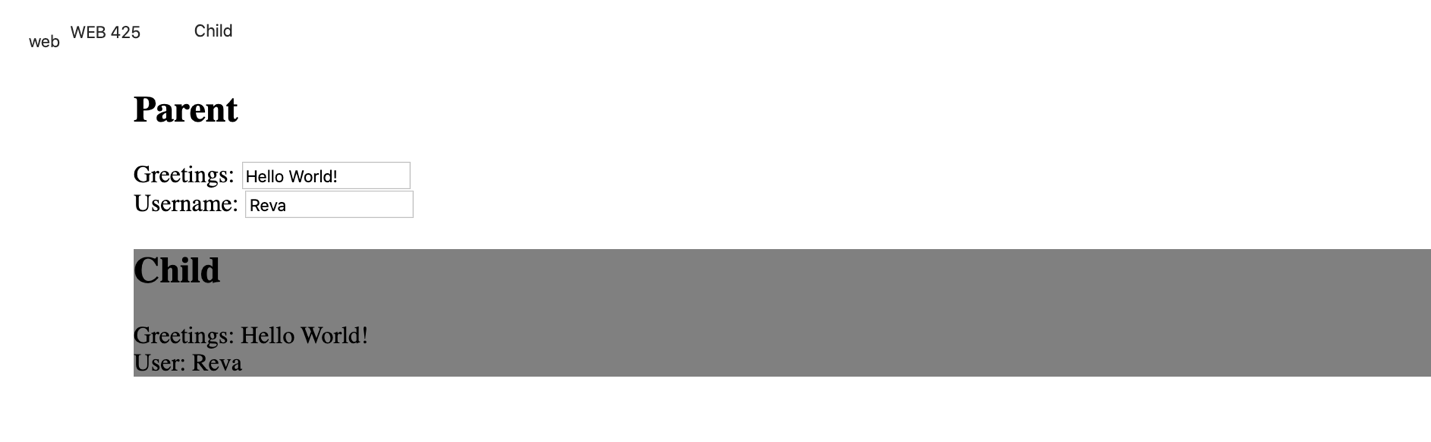 web WEB 425 Child
Parent
Greetings: Hello World!
Username: Reva
Child
Greetings: Hello World!
User: Reva